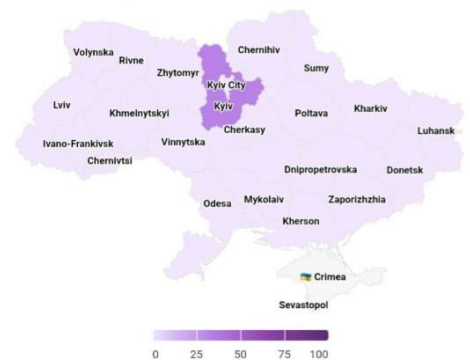 Chernihiv
Volynska
Rivne
Sumy
Zhytomyr
Kyiv City
Lviv
Kyiv
Khmelnytskyi
Poltava
Kharkiv
Cherkasy
Luhansk
Ivano-Frankivsk
Vinnytska
Chernivtsi
Dnipropetrovska
Donetsk
Odesa
Mykolaiv
Zaporizhzhia
Kherson
Crimea
Sevastopol
0 25 50 75 100